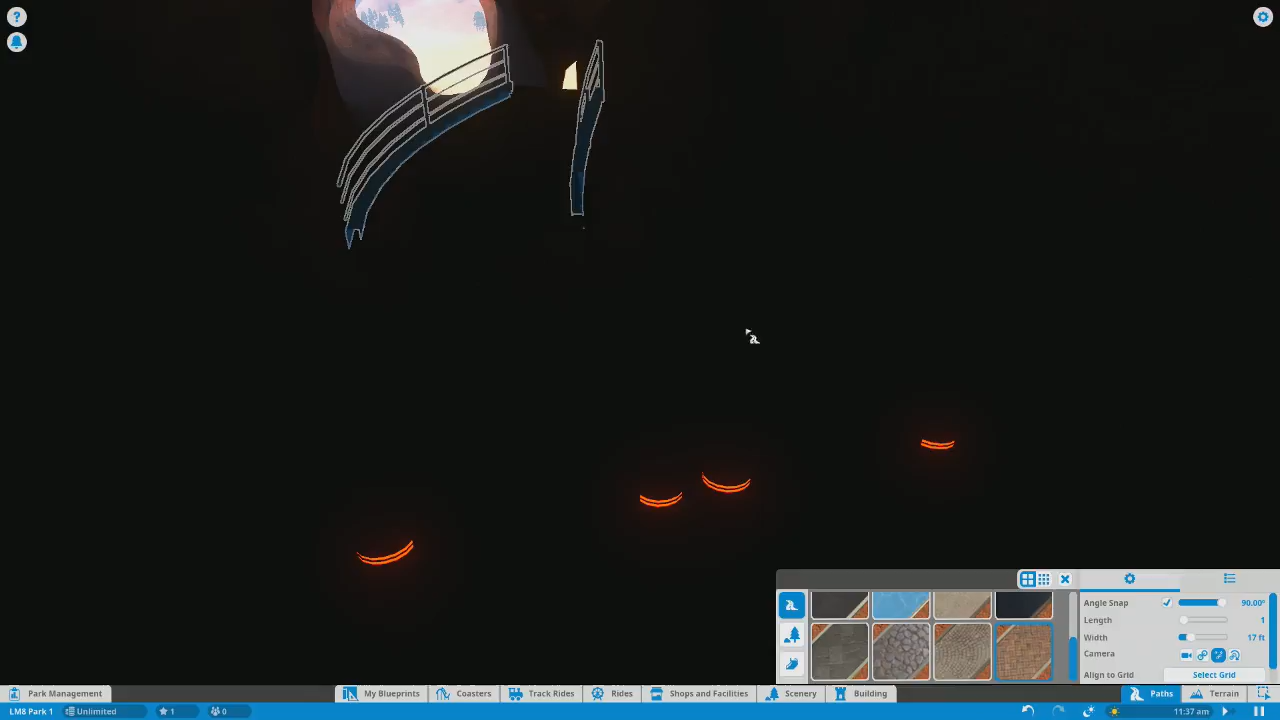 ?
Angle Snap 90.00°
Length 1
Width 17 ft
Camera
Align to Grid Select Grid
Park Management My Blueprints Coasters Track Rides Rides Shops and Facilities Scenery Building Paths Terrain
LM8 Park 1 Unlimited 1 0 11:37 am